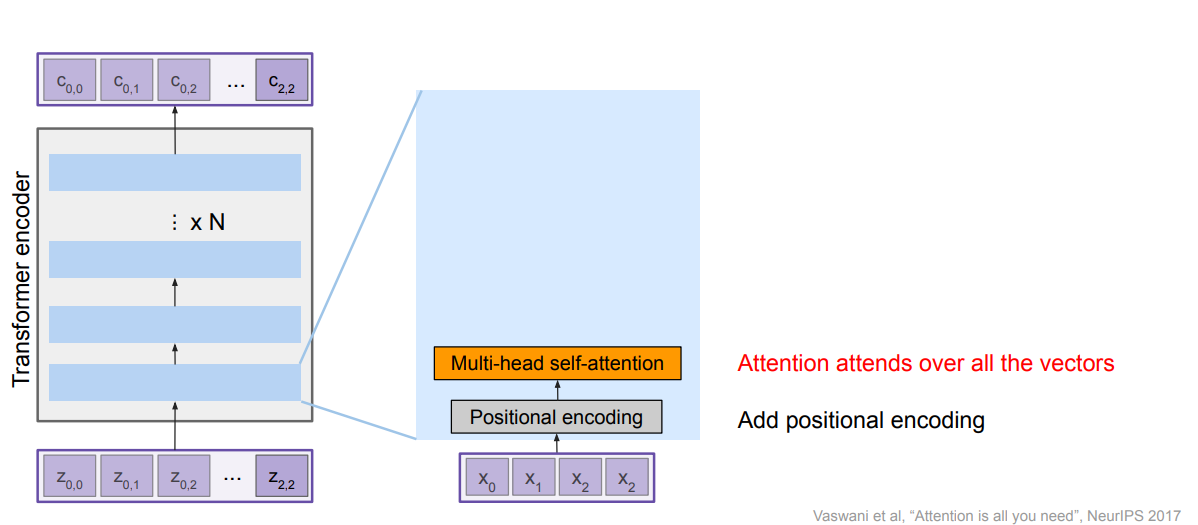 c0,0 c0,1 c0,2 ... c2,2
Transformer encoder
⋮ x N
z0,0 z0,1 z0,2 ... z2,2
Multi-head self-attention
Positional encoding
x0 x1 x2 x2
Attention attends over all the vectors
Add positional encoding
Vaswani et al, “Attention is all you need”, NeurIPS 2017